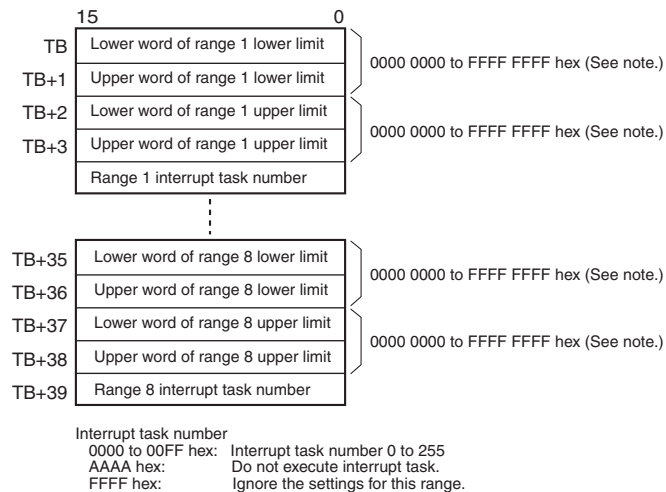 15 0
TB Lower word of range 1 lower limit
0000 0000 to FFFF FFFF hex (See note.)
TB+1 Upper word of range 1 lower limit
TB+2 Lower word of range 1 upper limit
0000 0000 to FFFF FFFF hex (See note.)
TB+3 Upper word of range 1 upper limit
Range 1 interrupt task number
TB+35 Lower word of range 8 lower limit
0000 0000 to FFFF FFFF hex (See note.)
TB+36 Upper word of range 8 lower limit
TB+37 Lower word of range 8 upper limit
0000 0000 to FFFF FFFF hex (See note.)
TB+38 Upper word of range 8 upper limit
TB+39 Range 8 interrupt task number
Interrupt task number
0000 to 00FF hex: Interrupt task number 0 to 255
AAAA hex: Do not execute interrupt task.
FFFF hex: Ignore the settings for this range.